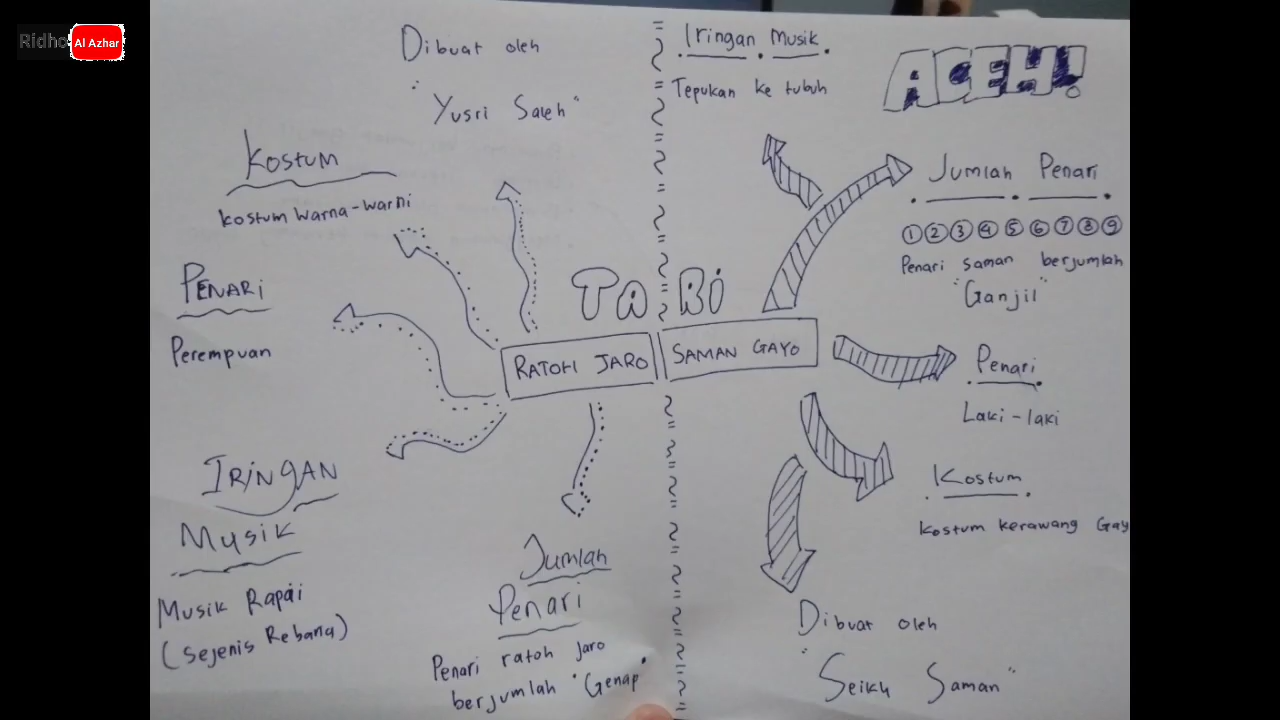 Ridho
Al Azhar
ACEH!
TARi
RATOH JARO
Dibuat oleh
"Yusri Saleh"
Kostum
kostum warna-warni
PENARi
Perempuan
IRiNGAN
Musik
Musik Rapai
(sejenis Rebana)
Jumlah
Penari
Penari ratoh jaro
berjumlah "Genap"
SAMAN GAYO
Iringan Musik
Tepukan ke tubuh
Jumlah Penari
1 2 3 4 5 6 7 8 9
Penari saman berjumlah
"Ganjil"
Penari
Laki-laki
Kostum
kostum kerawang Gayo
Dibuat oleh
"Seikh Saman"